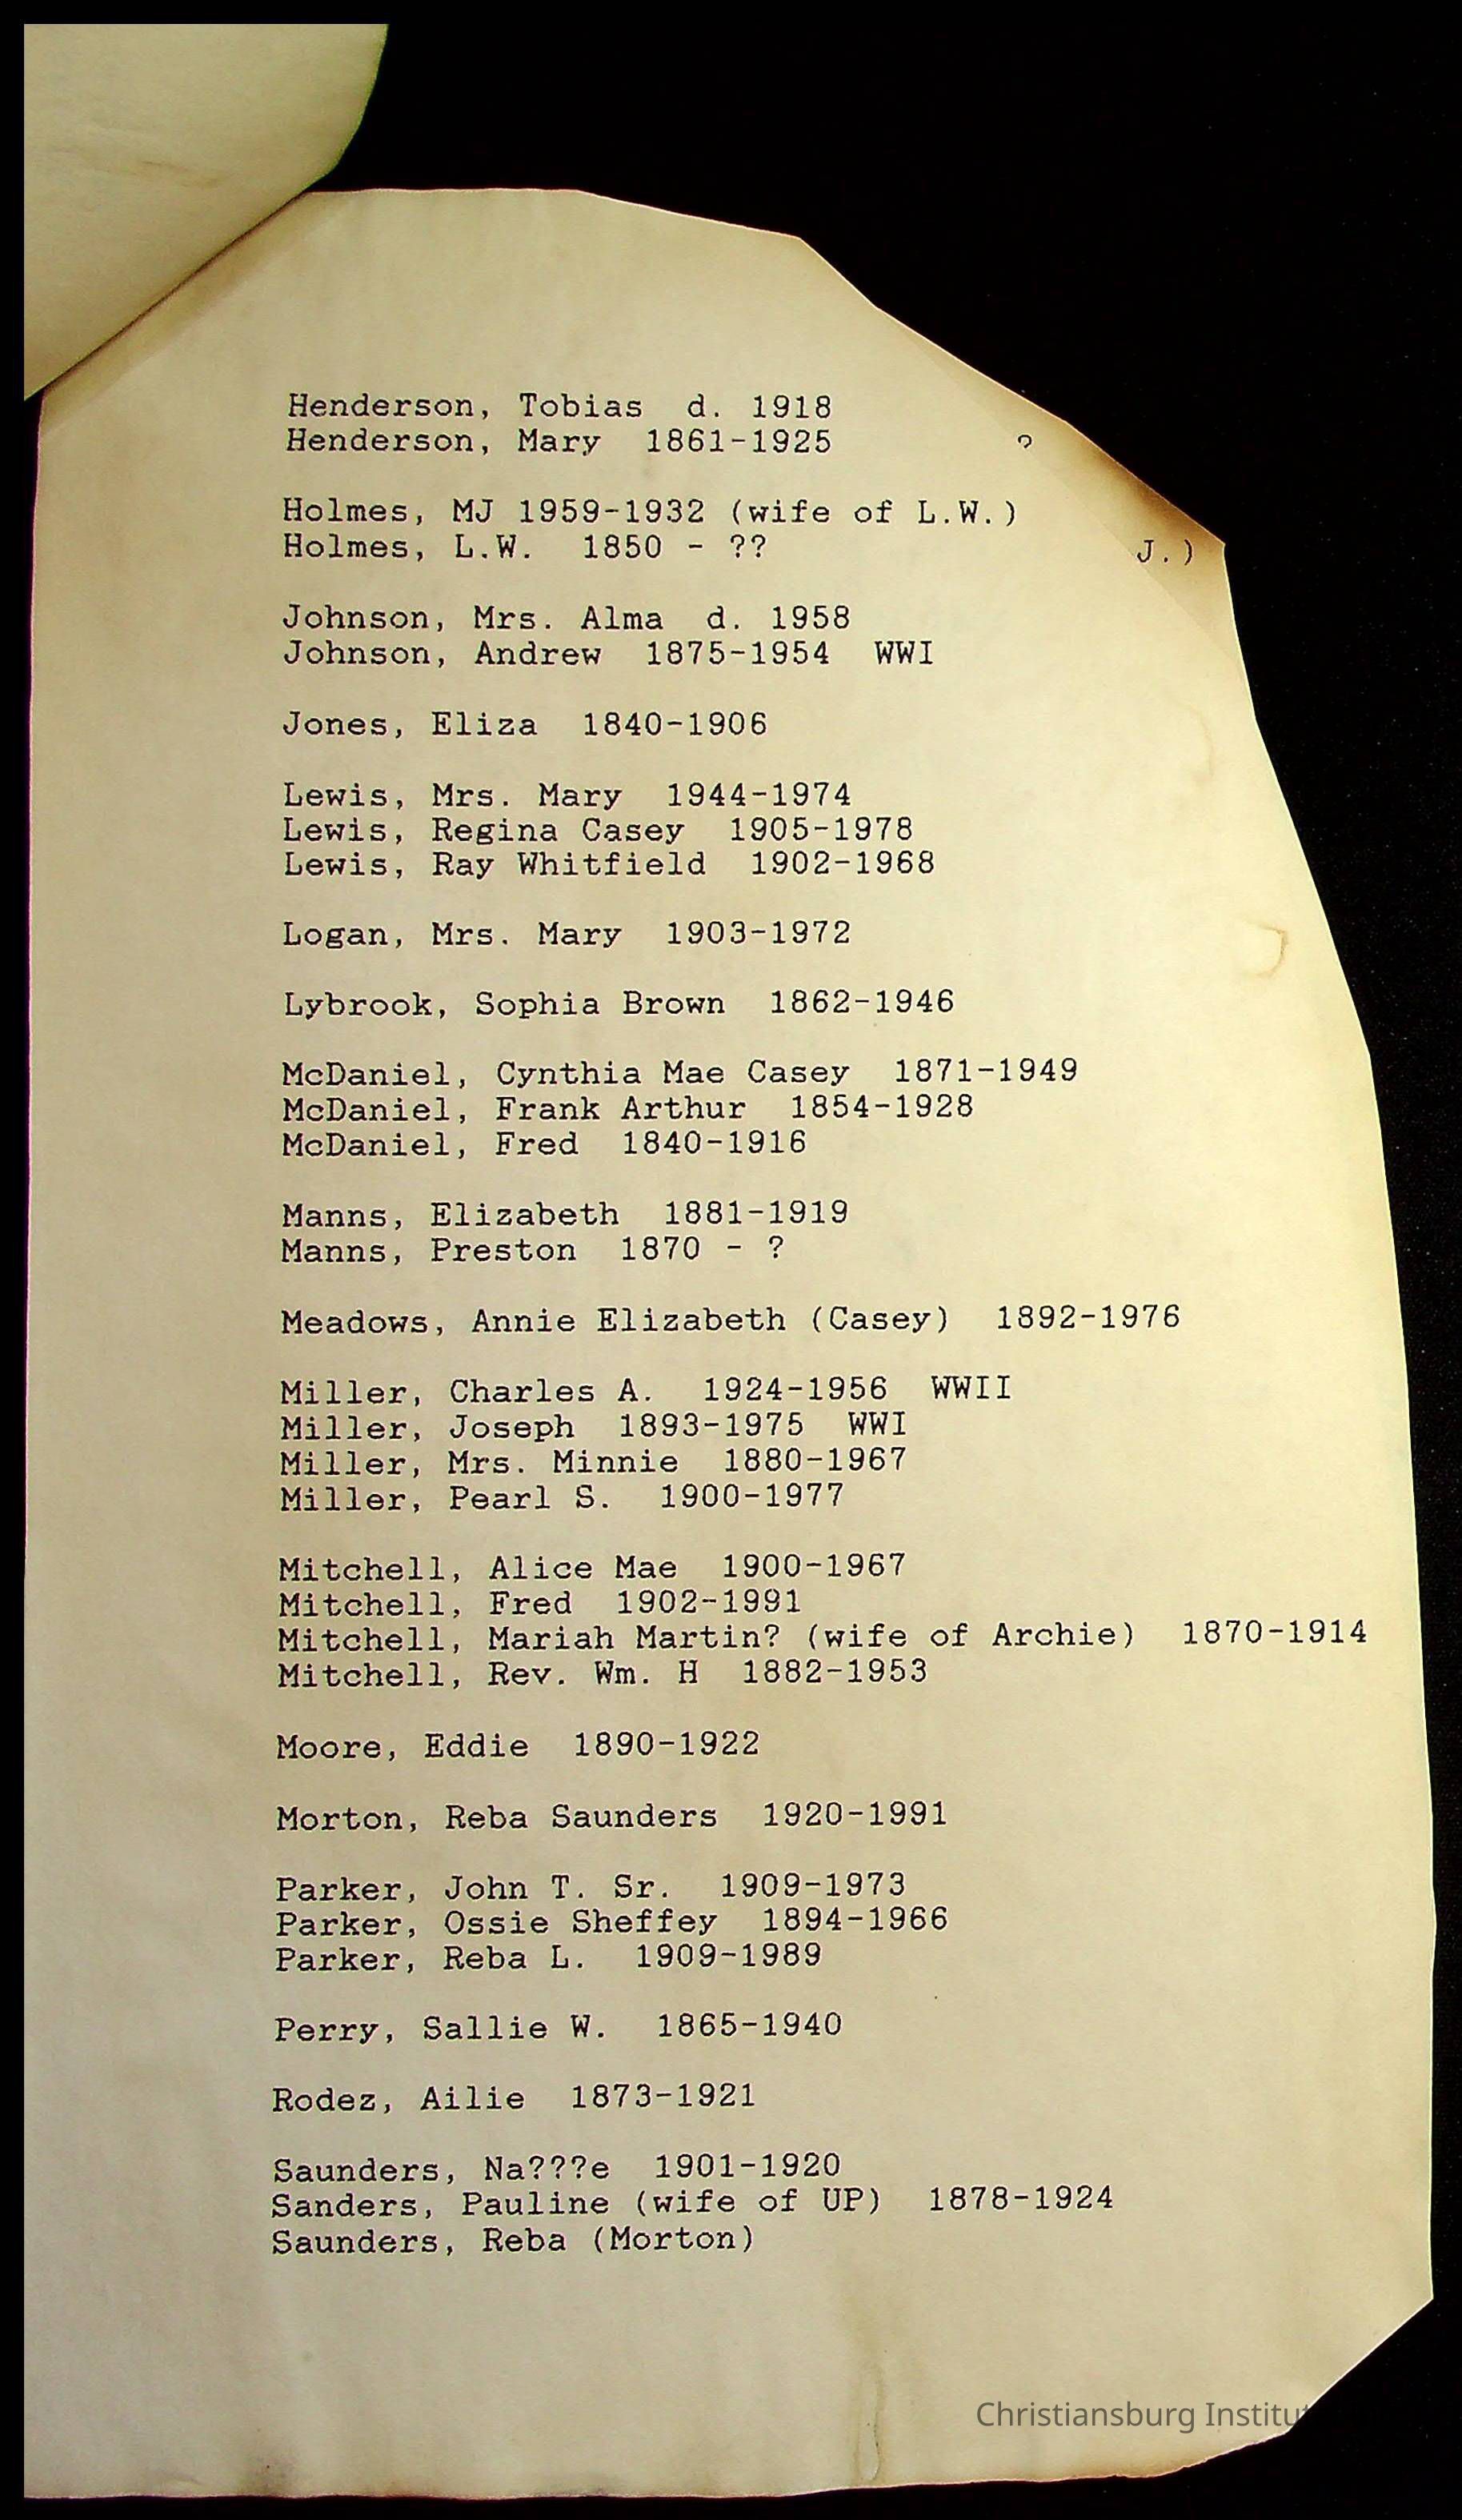 Henderson, Tobias  d. 1918
Henderson, Mary  1861-1925
?
Holmes, MJ 1959-1932 (wife of L.W.)
Holmes, L.W.  1850 - ??
J.)
Johnson, Mrs. Alma  d. 1958
Johnson, Andrew  1875-1954  WWI
Jones, Eliza  1840-1906
Lewis, Mrs. Mary  1944-1974
Lewis, Regina Casey  1905-1978
Lewis, Ray Whitfield  1902-1968
Logan, Mrs. Mary  1903-1972
Lybrook, Sophia Brown  1862-1946
McDaniel, Cynthia Mae Casey  1871-1949
McDaniel, Frank Arthur  1854-1928
McDaniel, Fred  1840-1916
Manns, Elizabeth  1881-1919
Manns, Preston  1870 - ?
Meadows, Annie Elizabeth (Casey)  1892-1976
Miller, Charles A.  1924-1956  WWII
Miller, Joseph  1893-1975  WWI
Miller, Mrs. Minnie  1880-1967
Miller, Pearl S.  1900-1977
Mitchell, Alice Mae  1900-1967
Mitchell, Fred  1902-1991
Mitchell, Mariah Martin? (wife of Archie)  1870-1914
Mitchell, Rev. Wm. H  1882-1953
Moore, Eddie  1890-1922
Morton, Reba Saunders  1920-1991
Parker, John T. Sr.  1909-1973
Parker, Ossie Sheffey  1894-1966
Parker, Reba L.  1909-1989
Perry, Sallie W.  1865-1940
Rodez, Ailie  1873-1921
Saunders, Na???e  1901-1920
Sanders, Pauline (wife of UP)  1878-1924
Saunders, Reba (Morton)
Christiansburg Institut